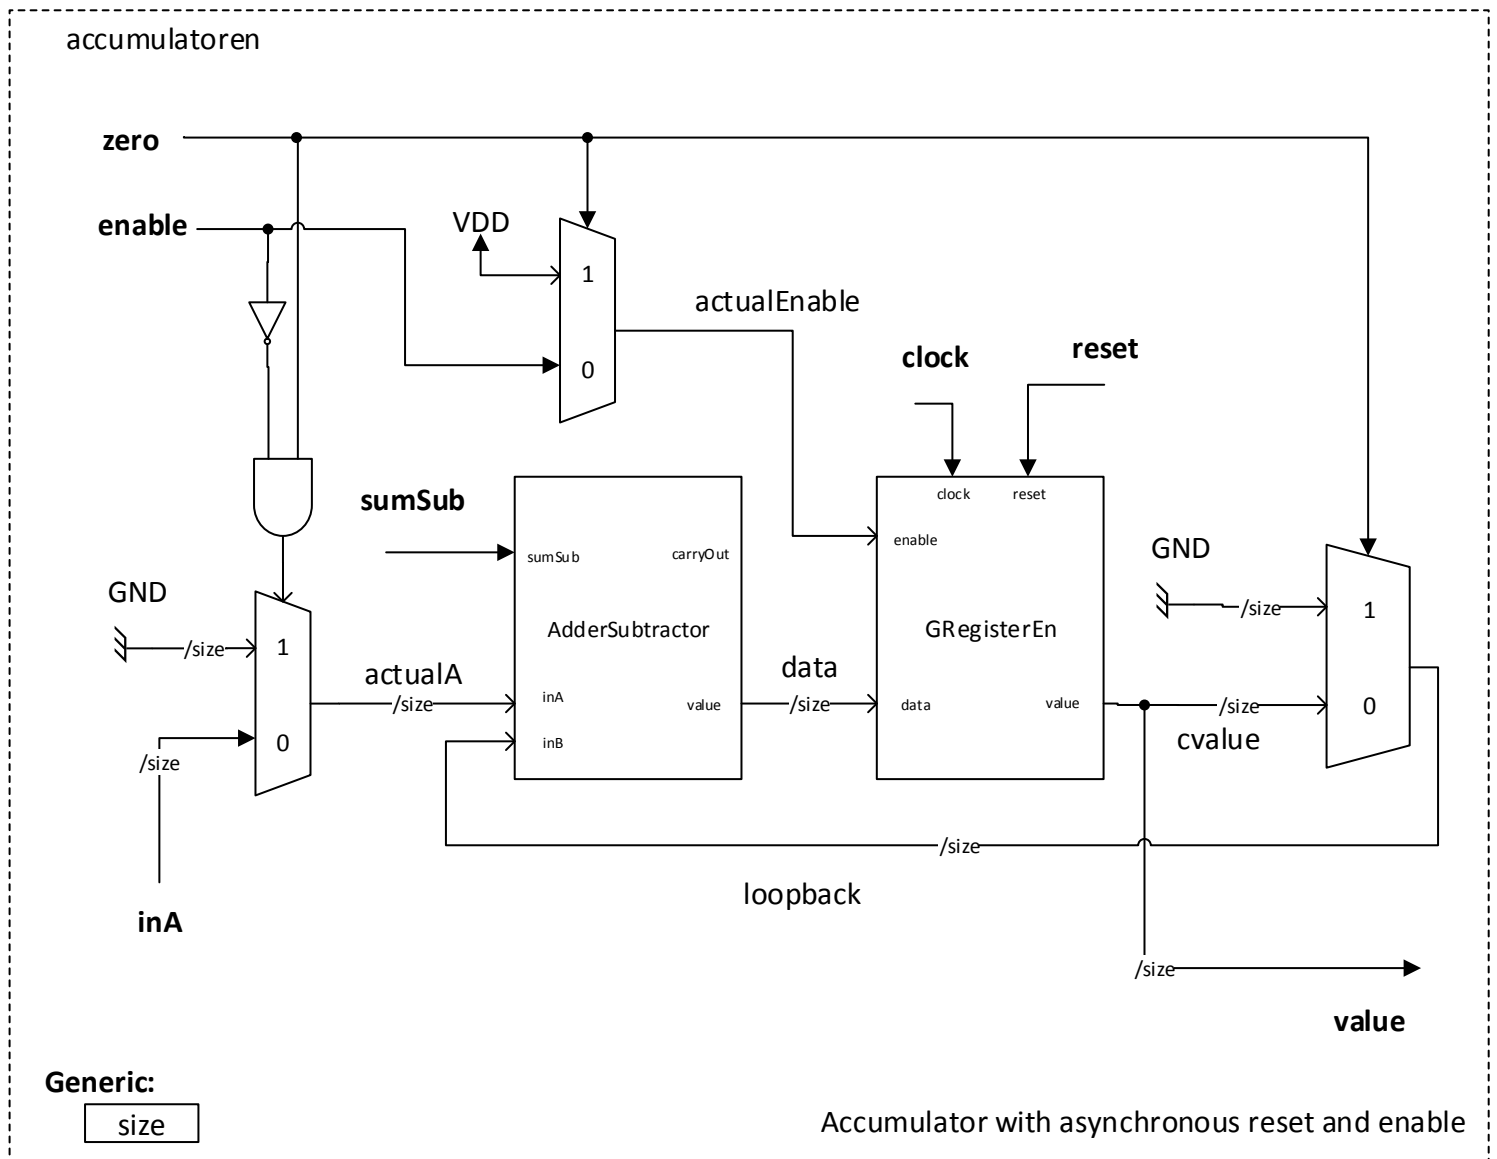 accumulatoren
zero
enable
VDD
1
0
actualEnable
clock
reset
sumSub
clock
reset
enable
sumSub
carryOut
GND
/size
1
0
/size
inA
actualA
/size
AdderSubtractor
inA
inB
value
data
/size
GRegisterEn
data
value
GND
/size
1
0
/size
cvalue
/size
loopback
/size
value
Generic:
size
Accumulator with asynchronous reset and enable